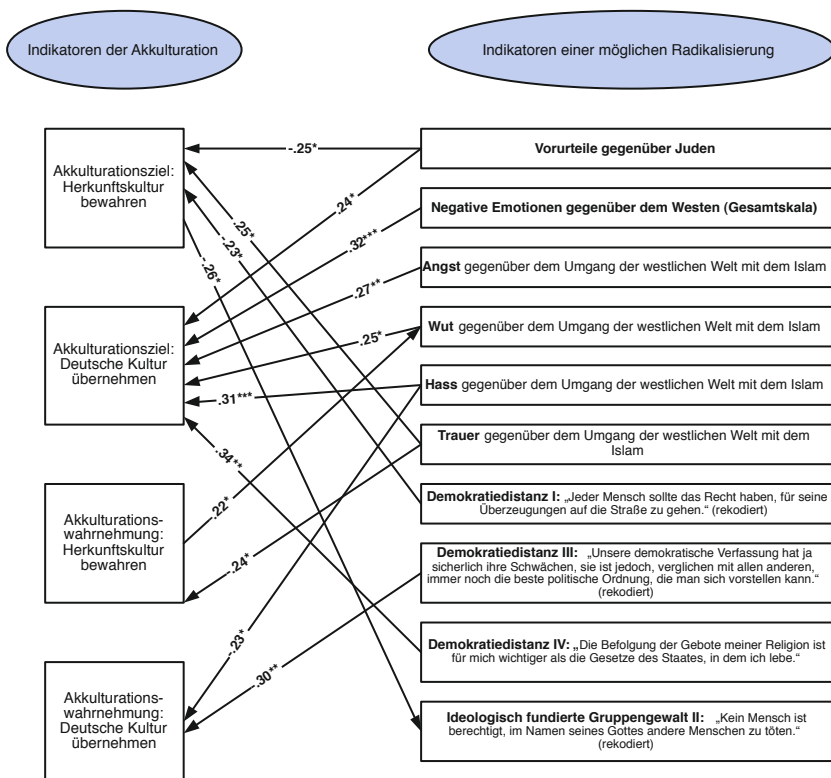 Indikatoren der Akkulturation
Indikatoren einer möglichen Radikalisierung
Akkulturationsziel:
Herkunftskultur
bewahren
Akkulturationsziel:
Deutsche Kultur
übernehmen
Akkulturations-
wahrnehmung:
Herkunftskultur
bewahren
Akkulturations-
wahrnehmung:
Deutsche Kultur
übernehmen
-.25*
.24*
.32***
.25*
-.23*
-.26*
.27**
.25*
.31***
.34**
.22*
-.24*
-.23*
.30**
Vorurteile gegenüber Juden
Negative Emotionen gegenüber dem Westen (Gesamtskala)
Angst gegenüber dem Umgang der westlichen Welt mit dem Islam
Wut gegenüber dem Umgang der westlichen Welt mit dem Islam
Hass gegenüber dem Umgang der westlichen Welt mit dem Islam
Trauer gegenüber dem Umgang der westlichen Welt mit dem
Islam
Demokratiedistanz I: „Jeder Mensch sollte das Recht haben, für seine
Überzeugungen auf die Straße zu gehen.“ (rekodiert)
Demokratiedistanz III: „Unsere demokratische Verfassung hat ja
sicherlich ihre Schwächen, sie ist jedoch, verglichen mit allen anderen,
immer noch die beste politische Ordnung, die man sich vorstellen kann.“
(rekodiert)
Demokratiedistanz IV: „Die Befolgung der Gebote meiner Religion ist
für mich wichtiger als die Gesetze des Staates, in dem ich lebe.“
Ideologisch fundierte Gruppengewalt II: „Kein Mensch ist
berechtigt, im Namen seines Gottes andere Menschen zu töten.“
(rekodiert)